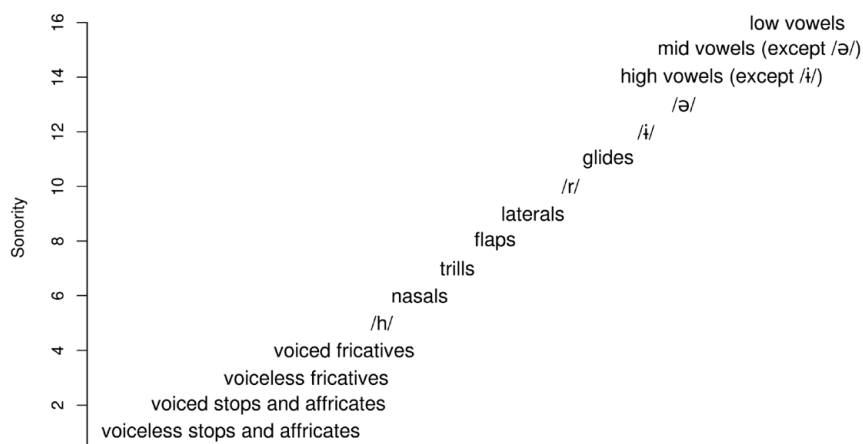 16 low vowels
mid vowels (except /ə/)
14 high vowels (except /ɨ/)
/ə/
12 /ɨ/
glides
10 /r/
laterals
8 flaps
trills
6 nasals
/h/
4 voiced fricatives
voiceless fricatives
2 voiced stops and affricates
voiceless stops and affricates
Sonority